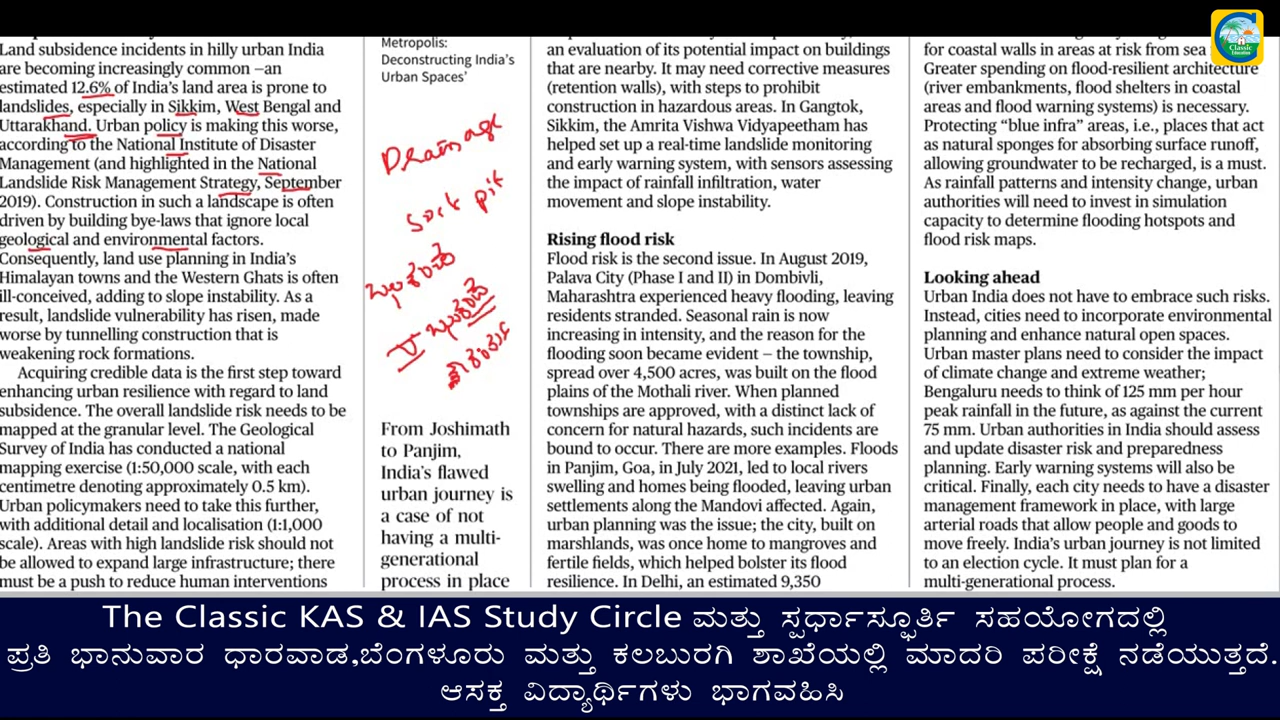 Land subsidence incidents in hilly urban India
are becoming increasingly common —an
estimated 12.6% of India's land area is prone to
landslides, especially in Sikkim, West Bengal and
Uttarakhand. Urban policy is making this worse,
according to the National Institute of Disaster
Management (and highlighted in the National
Landslide Risk Management Strategy, September
2019). Construction in such a landscape is often
driven by building bye-laws that ignore local
geological and environmental factors.
Consequently, land use planning in India's
Himalayan towns and the Western Ghats is often
ill-conceived, adding to slope instability. As a
result, landslide vulnerability has risen, made
worse by tunnelling construction that is
weakening rock formations.
Acquiring credible data is the first step toward
enhancing urban resilience with regard to land
subsidence. The overall landslide risk needs to be
mapped at the granular level. The Geological
Survey of India has conducted a national
mapping exercise (1:50,000 scale, with each
centimetre denoting approximately 0.5 km).
Urban policymakers need to take this further,
with additional detail and localisation (1:1,000
scale). Areas with high landslide risk should not
be allowed to expand large infrastructure; there
must be a push to reduce human interventions
Metropolis:
Deconstructing India's
Urban Spaces'
Drainage
Sock pit
From Joshimath
to Panjim,
India's flawed
urban journey is
a case of not
having a multi-
generational
process in place
an evaluation of its potential impact on buildings
that are nearby. It may need corrective measures
(retention walls), with steps to prohibit
construction in hazardous areas. In Gangtok,
Sikkim, the Amrita Vishwa Vidyapeetham has
helped set up a real-time landslide monitoring
and early warning system, with sensors assessing
the impact of rainfall infiltration, water
movement and slope instability.
Rising flood risk
Flood risk is the second issue. In August 2019,
Palava City (Phase I and II) in Dombivli,
Maharashtra experienced heavy flooding, leaving
residents stranded. Seasonal rain is now
increasing in intensity, and the reason for the
flooding soon became evident — the township,
spread over 4,500 acres, was built on the flood
plains of the Mothali river. When planned
townships are approved, with a distinct lack of
concern for natural hazards, such incidents are
bound to occur. There are more examples. Floods
in Panjim, Goa, in July 2021, led to local rivers
swelling and homes being flooded, leaving urban
settlements along the Mandovi affected. Again,
urban planning was the issue; the city, built on
marshlands, was once home to mangroves and
fertile fields, which helped bolster its flood
resilience. In Delhi, an estimated 9,350
for coastal walls in areas at risk from sea
Greater spending on flood-resilient architecture
(river embankments, flood shelters in coastal
areas and flood warning systems) is necessary.
Protecting "blue infra" areas, i.e., places that act
as natural sponges for absorbing surface runoff,
allowing groundwater to be recharged, is a must.
As rainfall patterns and intensity change, urban
authorities will need to invest in simulation
capacity to determine flooding hotspots and
flood risk maps.
Looking ahead
Urban India does not have to embrace such risks.
Instead, cities need to incorporate environmental
planning and enhance natural open spaces.
Urban master plans need to consider the impact
of climate change and extreme weather;
Bengaluru needs to think of 125 mm per hour
peak rainfall in the future, as against the current
75 mm. Urban authorities in India should assess
and update disaster risk and preparedness
planning. Early warning systems will also be
critical. Finally, each city needs to have a disaster
management framework in place, with large
arterial roads that allow people and goods to
move freely. India's urban journey is not limited
to an election cycle. It must plan for a
multi-generational process.
Classic
Education
The Classic KAS & IAS Study Circle ಮತ್ತು ಸ್ಪರ್ಧಾಸ್ಫೂರ್ತಿ ಸಹಯೋಗದಲ್ಲಿ
ಪ್ರತಿ ಭಾನುವಾರ ಧಾರವಾಡ,ಬೆಂಗಳೂರು ಮತ್ತು ಕಲಬುರಗಿ ಶಾಖೆಯಲ್ಲಿ ಮಾದರಿ ಪರೀಕ್ಷೆ ನಡೆಯುತ್ತದೆ.
ಆಸಕ್ತ ವಿದ್ಯಾರ್ಥಿಗಳು ಭಾಗವಹಿಸಿ